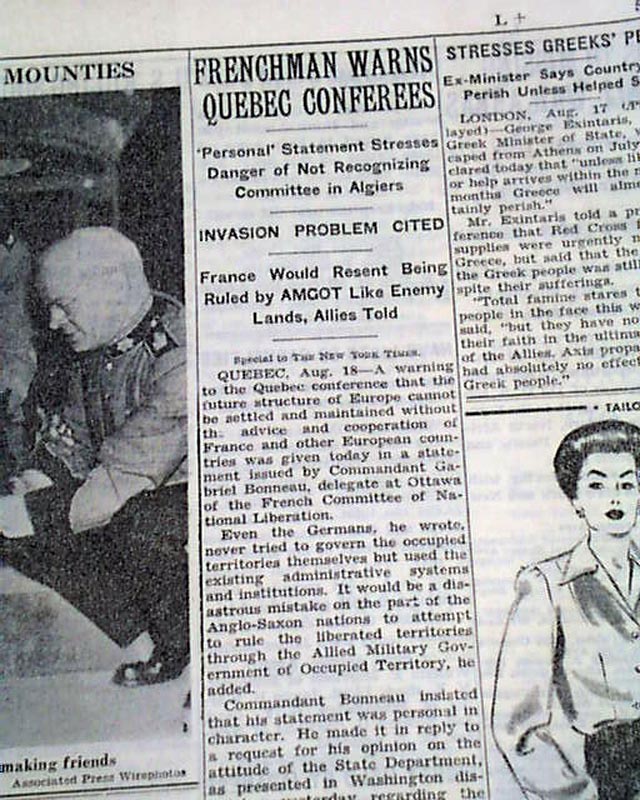 L
MOUNTIES
making friends
Associated Press Wirephotos
FRENCHMAN WARNS
QUEBEC CONFEREES
'Personal' Statement Stresses
Danger of Not Recognizing
Committee in Algiers
INVASION PROBLEM CITED
France Would Resent Being
Ruled by AMGOT Like Enemy
Lands, Allies Told
Special to THE NEW YORK TIMES.
QUEBEC, Aug. 18—A warning
to the Quebec conference that the
future structure of Europe cannot
be settled and maintained without
the advice and cooperation of
France and other European coun-
tries was given today in a state-
ment issued by Commandant Ga-
briel Bonneau, delegate at Ottawa
of the French Committee of Na-
tional Liberation.
Even the Germans, he wrote,
never tried to govern the occupied
territories themselves but used the
existing administrative systems
and institutions. It would be a dis-
astrous mistake on the part of the
Anglo-Saxon nations to attempt
to rule the liberated territories
through the Allied Military Gov-
ernment of Occupied Territory, he
added.
Commandant Bonneau insisted
that his statement was personal in
character. He made it in reply to
a request for his opinion on the
attitude of the State Department,
as presented in Washington dis-
yesterday regarding the
STRESSES GREEKS' PE
Ex-Minister Says Country
Perish Unless Helped S
LONDON, Aug. 17
layed)—George Exintaris,
Greek Minister of State,
caped from Athens on July
clared today that "unless
or help arrives within the
months Greece will alm
tainly perish."
Mr. Exintaris told a p
ference that Red Cross
supplies were urgently
Greece, but said that the
the Greek people was still
spite their sufferings.
"Total famine stares t
people in the face this w
said, "but they have no
their faith in the ultima
of the Allies. Axis propa
had absolutely no effec
Greek people."
TAILO